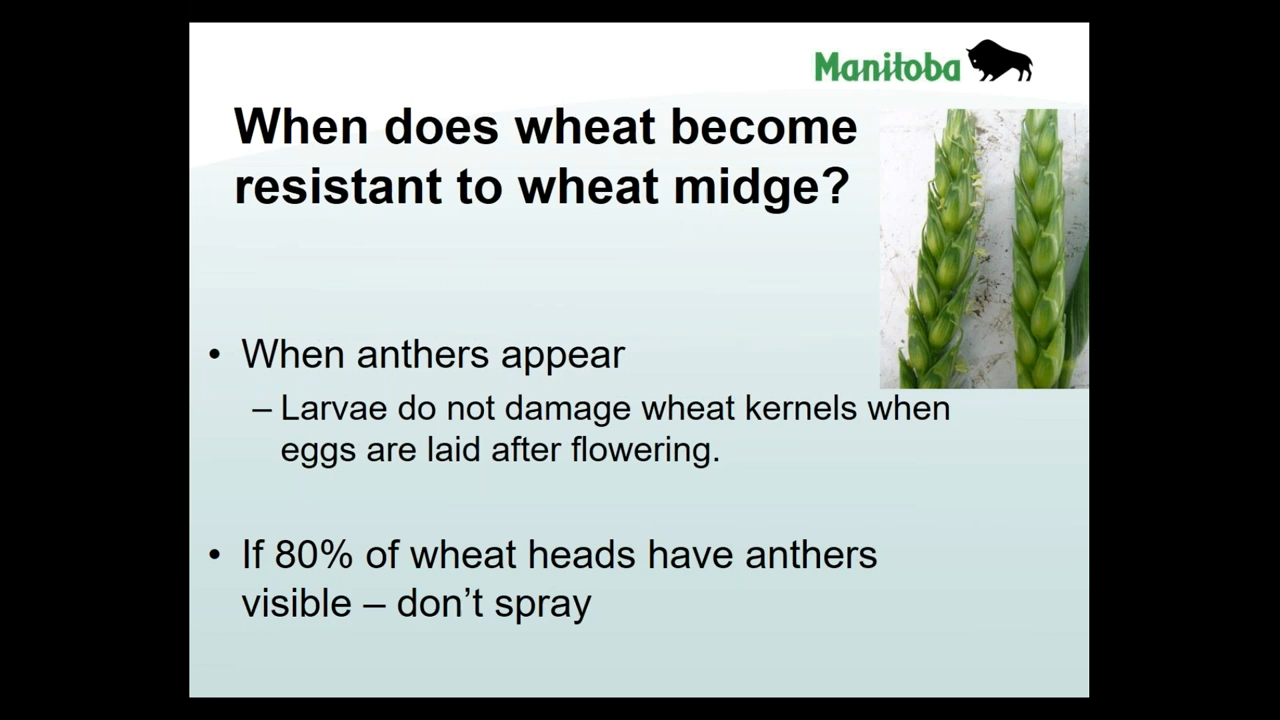 Manitoba
When does wheat become
resistant to wheat midge?
• When anthers appear
– Larvae do not damage wheat kernels when
eggs are laid after flowering.
• If 80% of wheat heads have anthers
visible – don’t spray